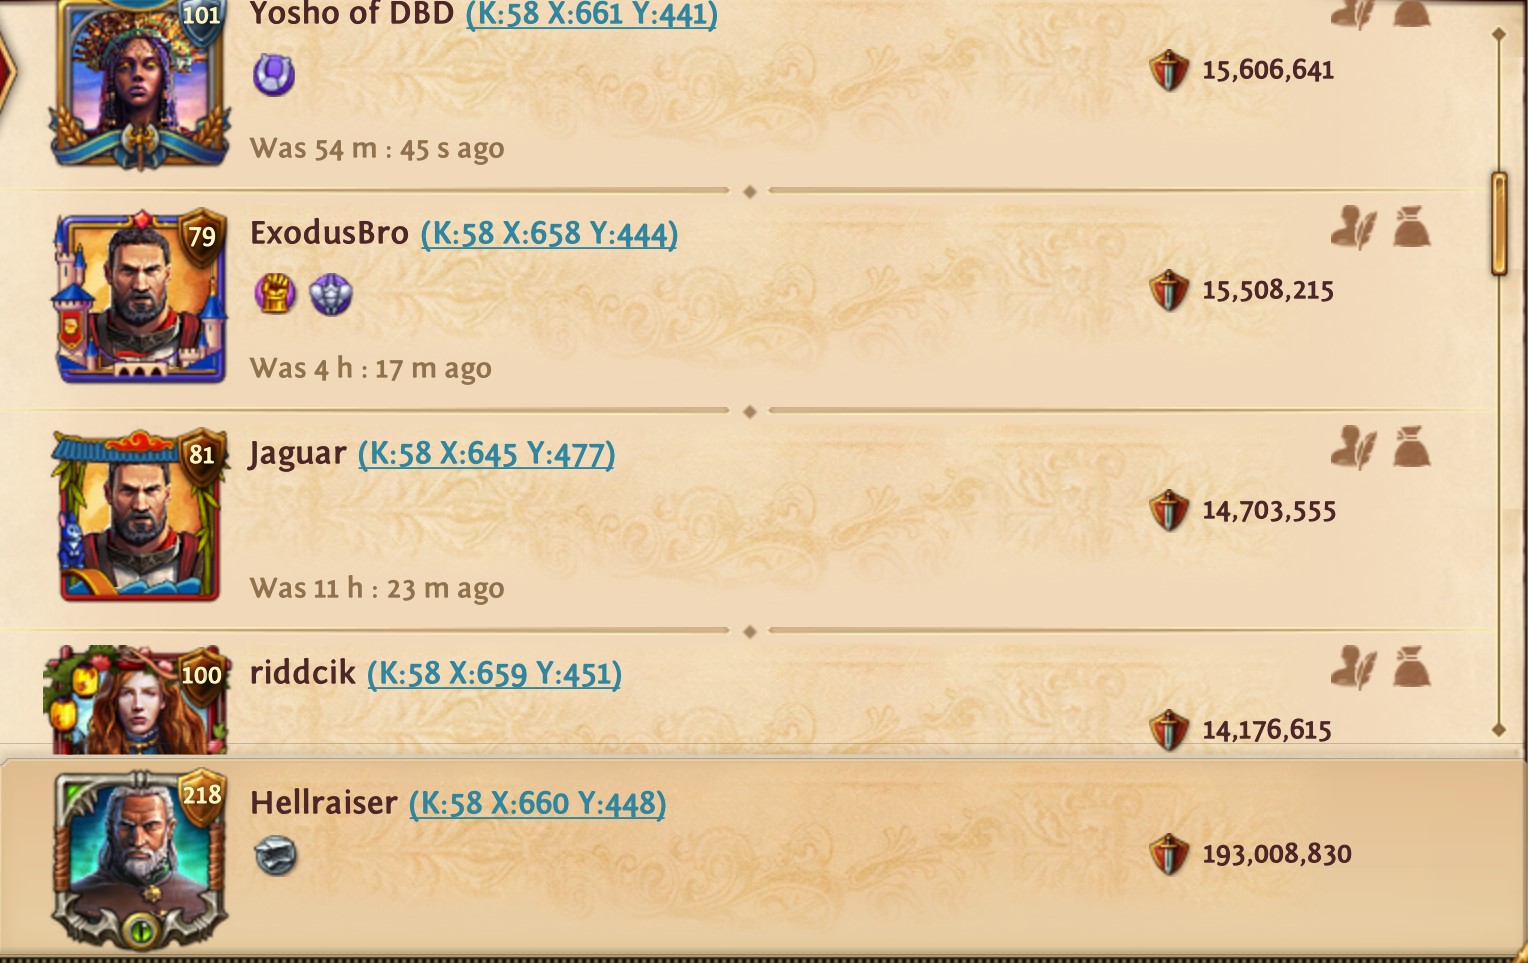 101
Yosho of DBD (K:58 X:661 Y:441)
15,606,641
Was 54 m : 45 s ago
79
ExodusBro (K:58 X:658 Y:444)
15,508,215
Was 4 h : 17 m ago
81
Jaguar (K:58 X:645 Y:477)
14,703,555
Was 11 h : 23 m ago
100
riddcik (K:58 X:659 Y:451)
14,176,615
218
Hellraiser (K:58 X:660 Y:448)
193,008,830